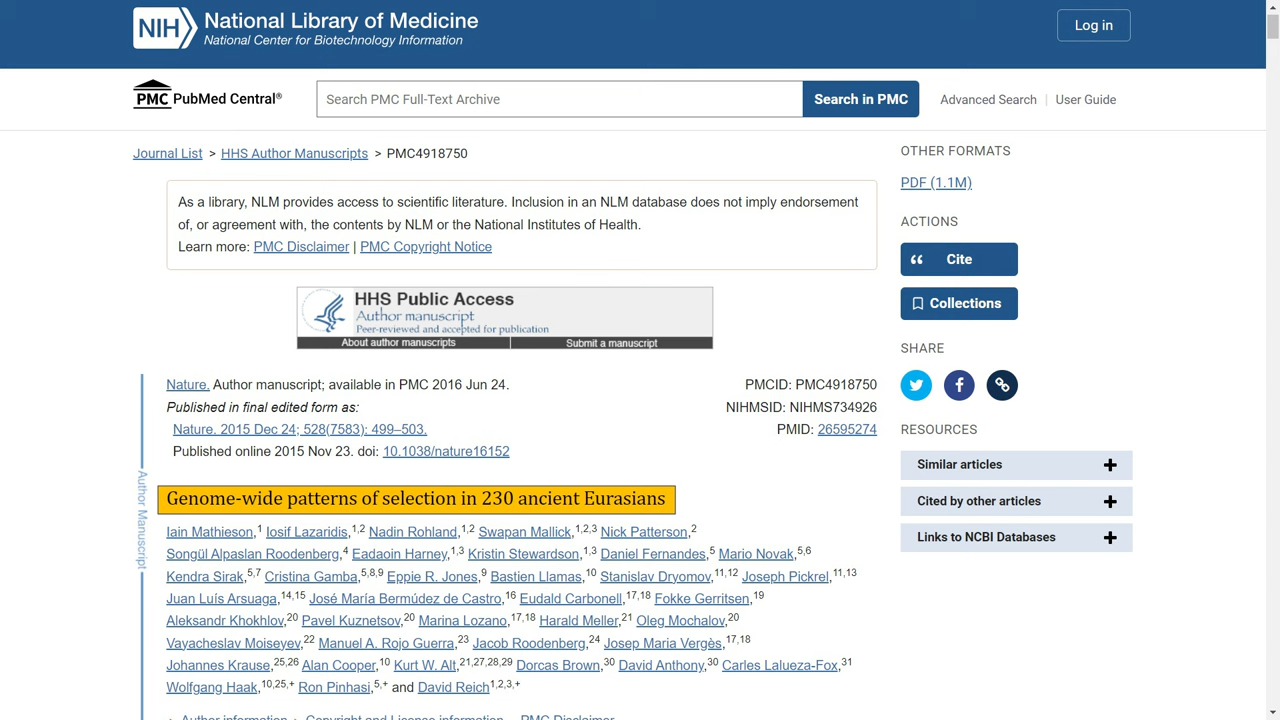 NIH National Library of Medicine
National Center for Biotechnology Information
Log in
PMC PubMed Central®
Search PMC Full-Text Archive
Search in PMC
Advanced Search
User Guide
Journal List > HHS Author Manuscripts > PMC4918750
As a library, NLM provides access to scientific literature. Inclusion in an NLM database does not imply endorsement
of, or agreement with, the contents by NLM or the National Institutes of Health.
Learn more: PMC Disclaimer | PMC Copyright Notice
HHS Public Access
Author manuscript
Peer-reviewed and accepted for publication
About author manuscripts
Submit a manuscript
Nature. Author manuscript; available in PMC 2016 Jun 24.
Published in final edited form as:
Nature. 2015 Dec 24; 528(7583): 499–503.
Published online 2015 Nov 23. doi: 10.1038/nature16152
PMCID: PMC4918750
NIHMSID: NIHMS734926
PMID: 26595274
Author Manuscript
Genome-wide patterns of selection in 230 ancient Eurasians
Iain Mathieson,1 Iosif Lazaridis,1,2 Nadin Rohland,1,2 Swapan Mallick,1,2,3 Nick Patterson,2
Songül Alpaslan Roodenberg,4 Eadaoin Harney,1,3 Kristin Stewardson,1,3 Daniel Fernandes,5 Mario Novak,5,6
Kendra Sirak,5,7 Cristina Gamba,5,8,9 Eppie R. Jones,9 Bastien Llamas,10 Stanislav Dryomov,11,12 Joseph Pickrel,11,13
Juan Luís Arsuaga,14,15 José María Bermúdez de Castro,16 Eudald Carbonell,17,18 Fokke Gerritsen,19
Aleksandr Khokhlov,20 Pavel Kuznetsov,20 Marina Lozano,17,18 Harald Meller,21 Oleg Mochalov,20
Vayacheslav Moiseyev,22 Manuel A. Rojo Guerra,23 Jacob Roodenberg,24 Josep Maria Vergès,17,18
Johannes Krause,25,26 Alan Cooper,10 Kurt W. Alt,21,27,28,29 Dorcas Brown,30 David Anthony,30 Carles Lalueza-Fox,31
Wolfgang Haak,10,25,+ Ron Pinhasi,5,+ and David Reich1,2,3,+
Author information
Copyright and License information
PMC Disclaimer
OTHER FORMATS
PDF (1.1M)
ACTIONS
Cite
Collections
SHARE
RESOURCES
Similar articles
Cited by other articles
Links to NCBI Databases